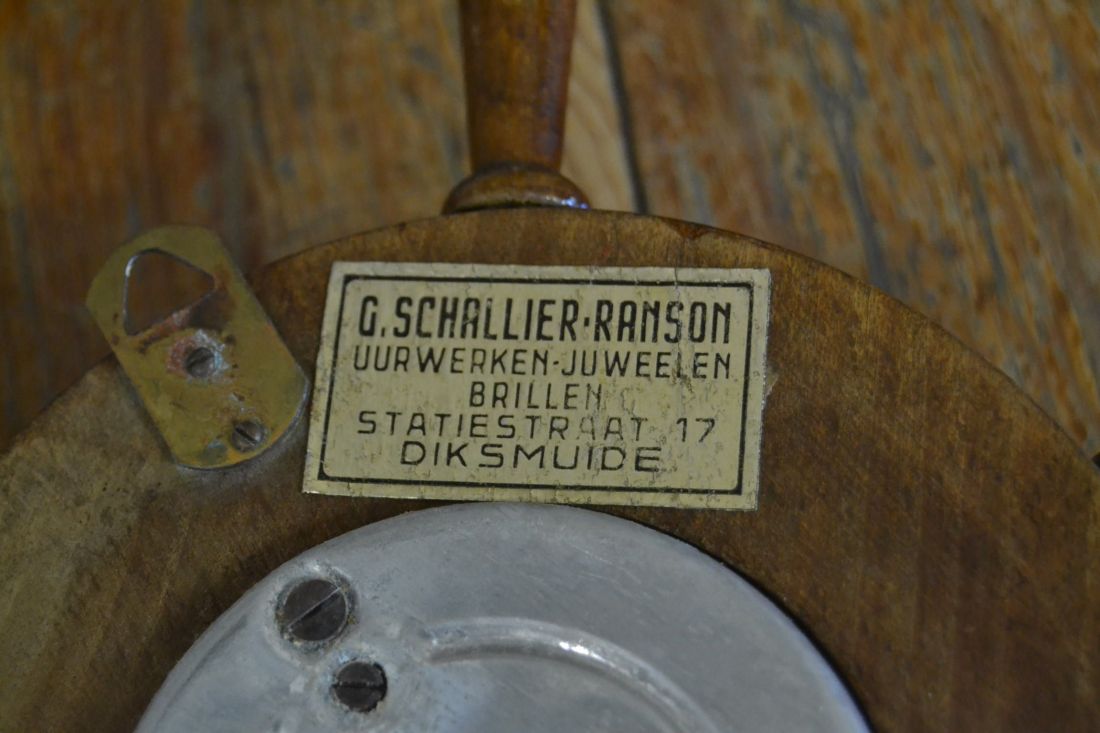 G. SCHALLIER-RANSON
UURWERKEN-JUWEELEN
BRILLEN
STATIESTRAAT 17
DIKSMUIDE